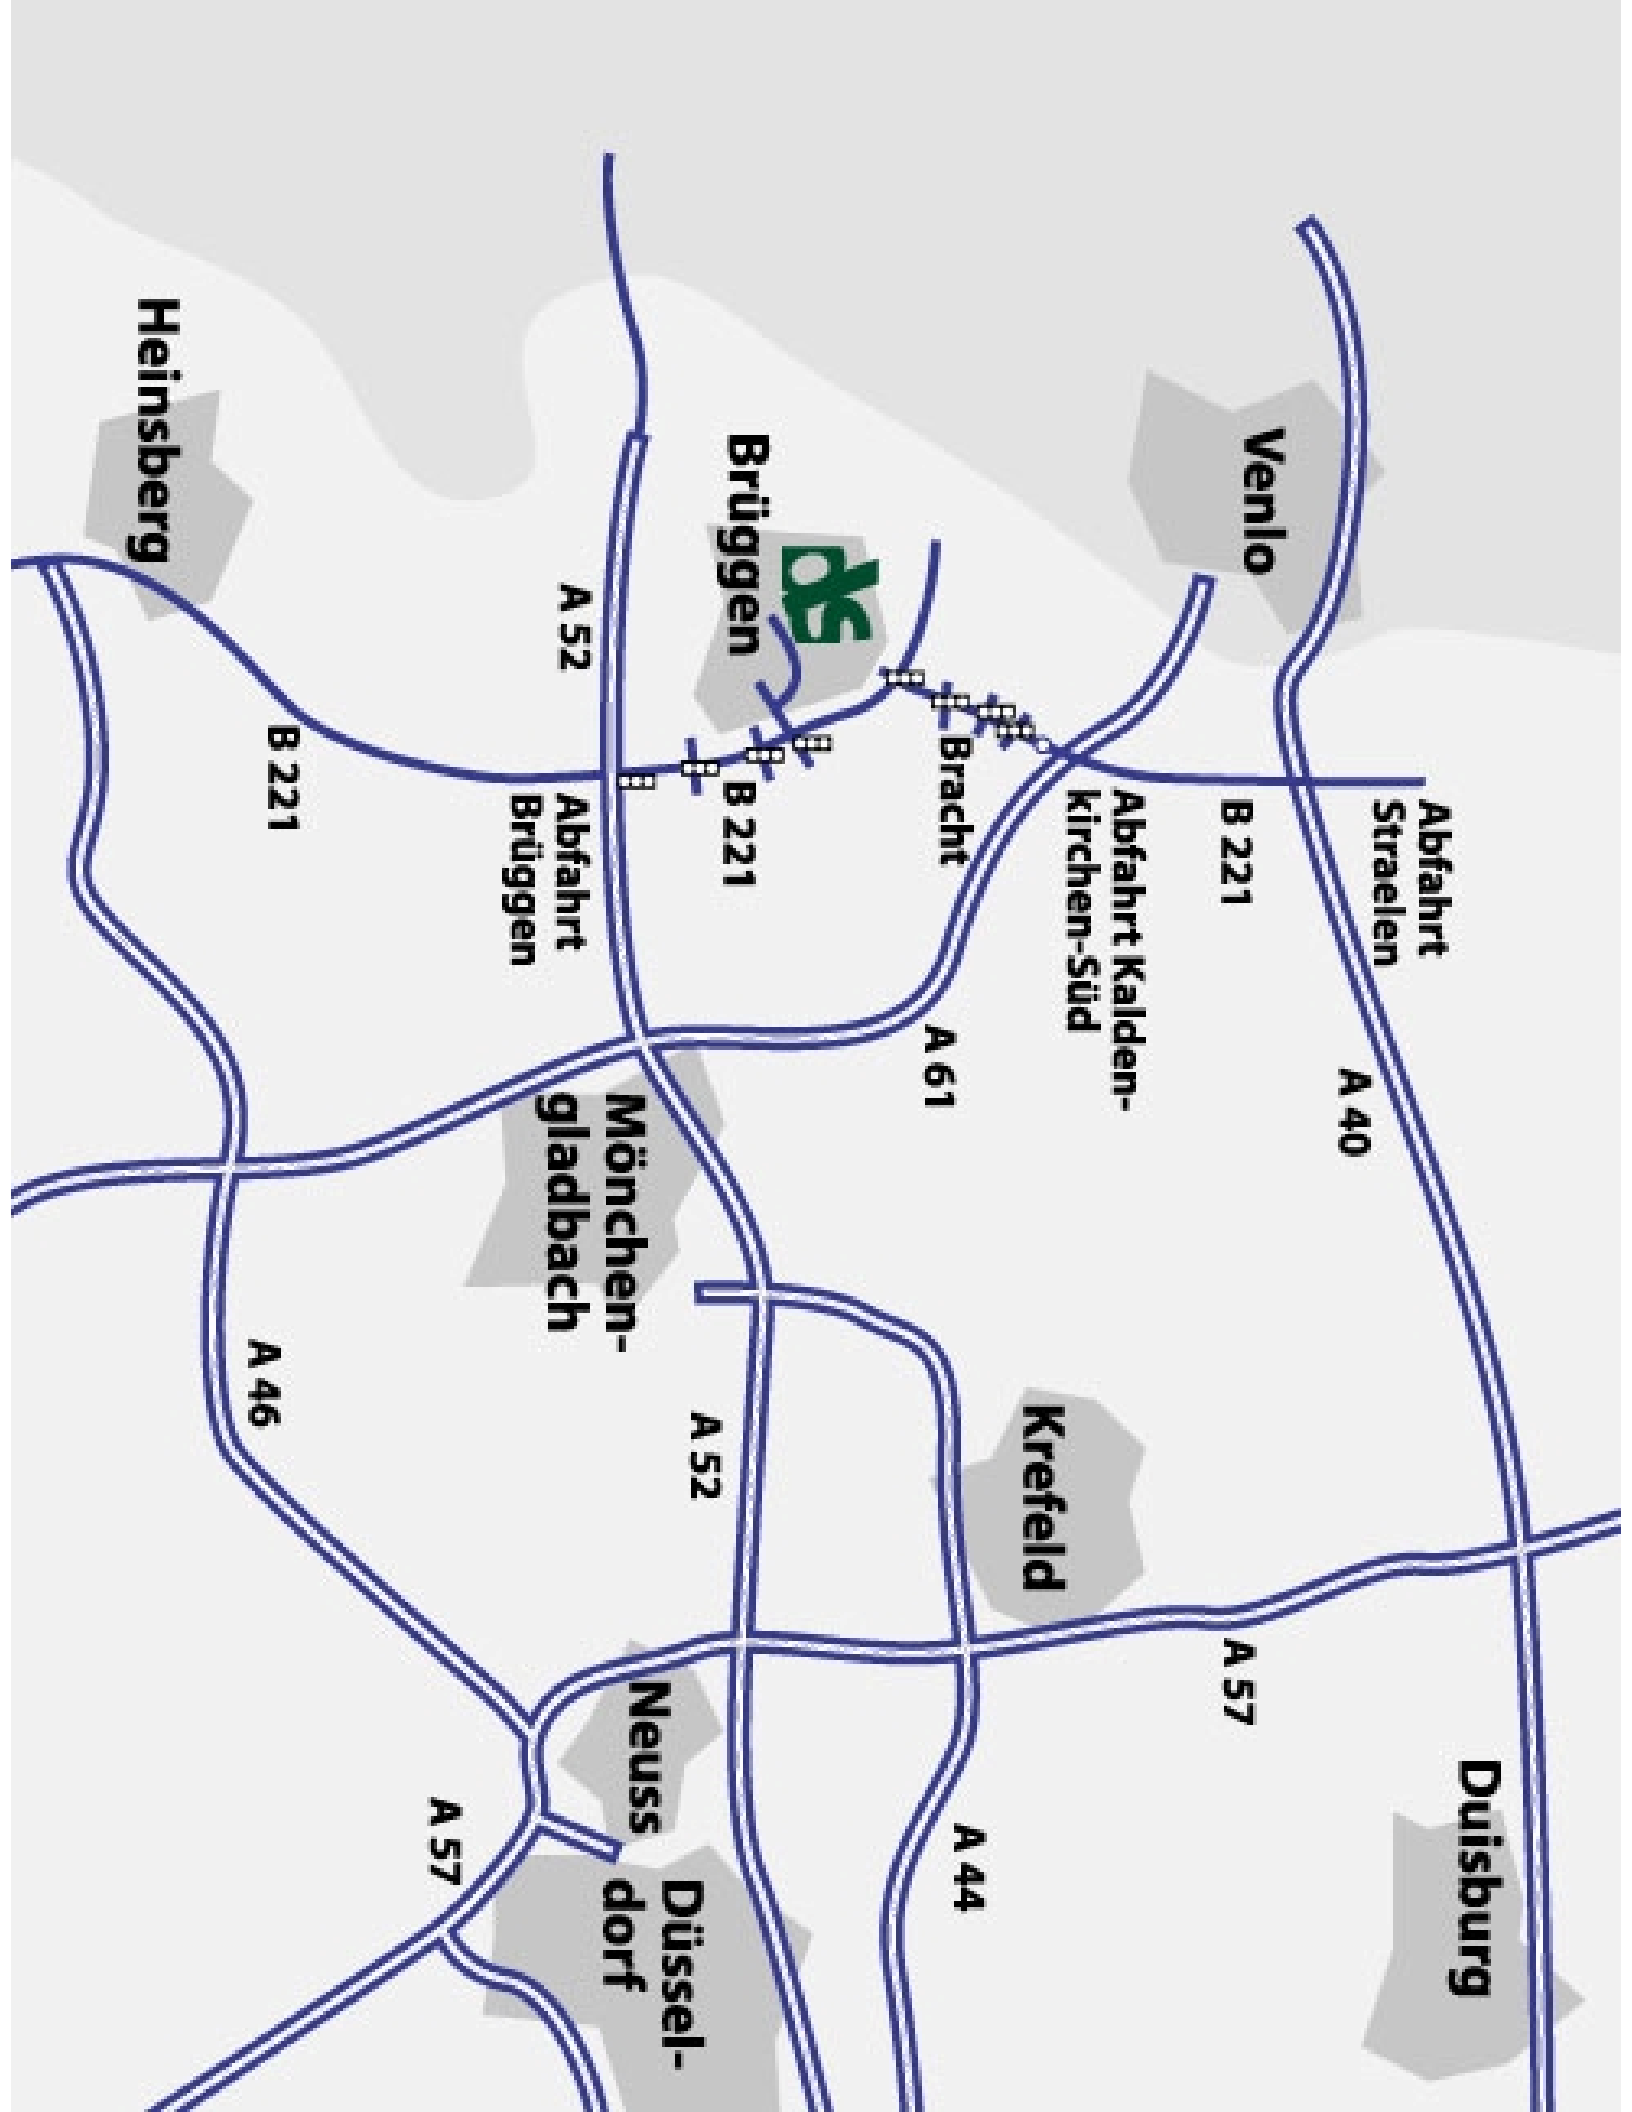 Abfahrt
Straelen
Duisburg
A 40
Venlo
B 221
A 57
Abfahrt Kalden-
kirchen-Süd
Krefeld
Bracht
A 61
A 44
ds
Brüggen
B 221
A 52
Düssel-
dorf
Neuss
Mönchen-
gladbach
A 52
Abfahrt
Brüggen
A 57
B 221
A 46
Heinsberg